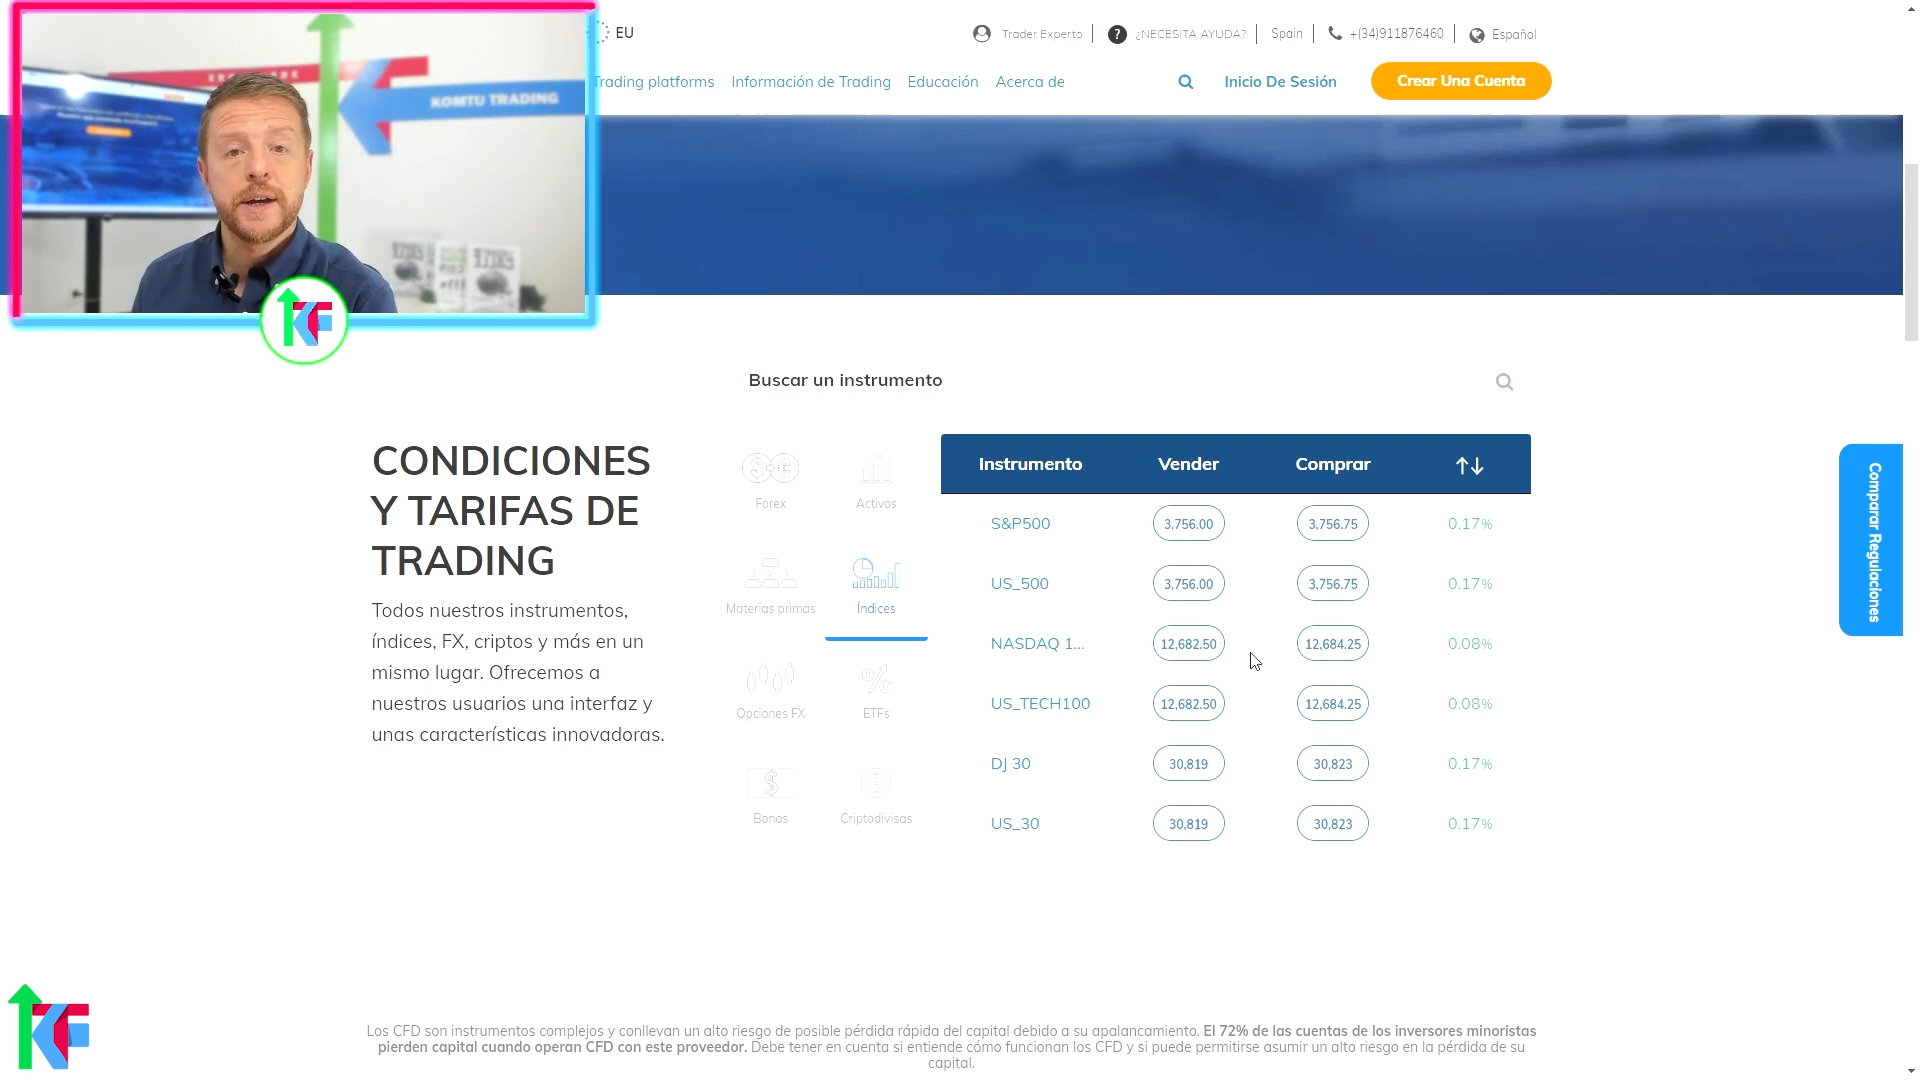 EU
Trader Experto
?
¿NECESITA AYUDA?
Spain
+(34)911876460
Español
Trading platforms
Información de Trading
Educación
Acerca de
Inicio De Sesión
Crear Una Cuenta
KOMTU TRADING
KF
Buscar un instrumento
CONDICIONES
Y TARIFAS DE
TRADING
Todos nuestros instrumentos,
índices, FX, criptos y más en un
mismo lugar. Ofrecemos a
nuestros usuarios una interfaz y
unas características innovadoras.
Forex
Activos
Materias primas
Índices
Opciones FX
ETFs
Bonos
Criptodivisas
Instrumento Vender Comprar
S&P500 3,756.00 3,756.75 0.17%
US_500 3,756.00 3,756.75 0.17%
NASDAQ 1... 12,682.50 12,684.25 0.08%
US_TECH100 12,682.50 12,684.25 0.08%
DJ 30 30,819 30,823 0.17%
US_30 30,819 30,823 0.17%
Comparar Regulaciones
Los CFD son instrumentos complejos y conllevan un alto riesgo de posible pérdida rápida del capital debido a su apalancamiento. El 72% de las cuentas de los inversores minoristas
pierden capital cuando operan CFD con este proveedor. Debe tener en cuenta si entiende cómo funcionan los CFD y si puede permitirse asumir un alto riesgo en la pérdida de su
capital.
KF